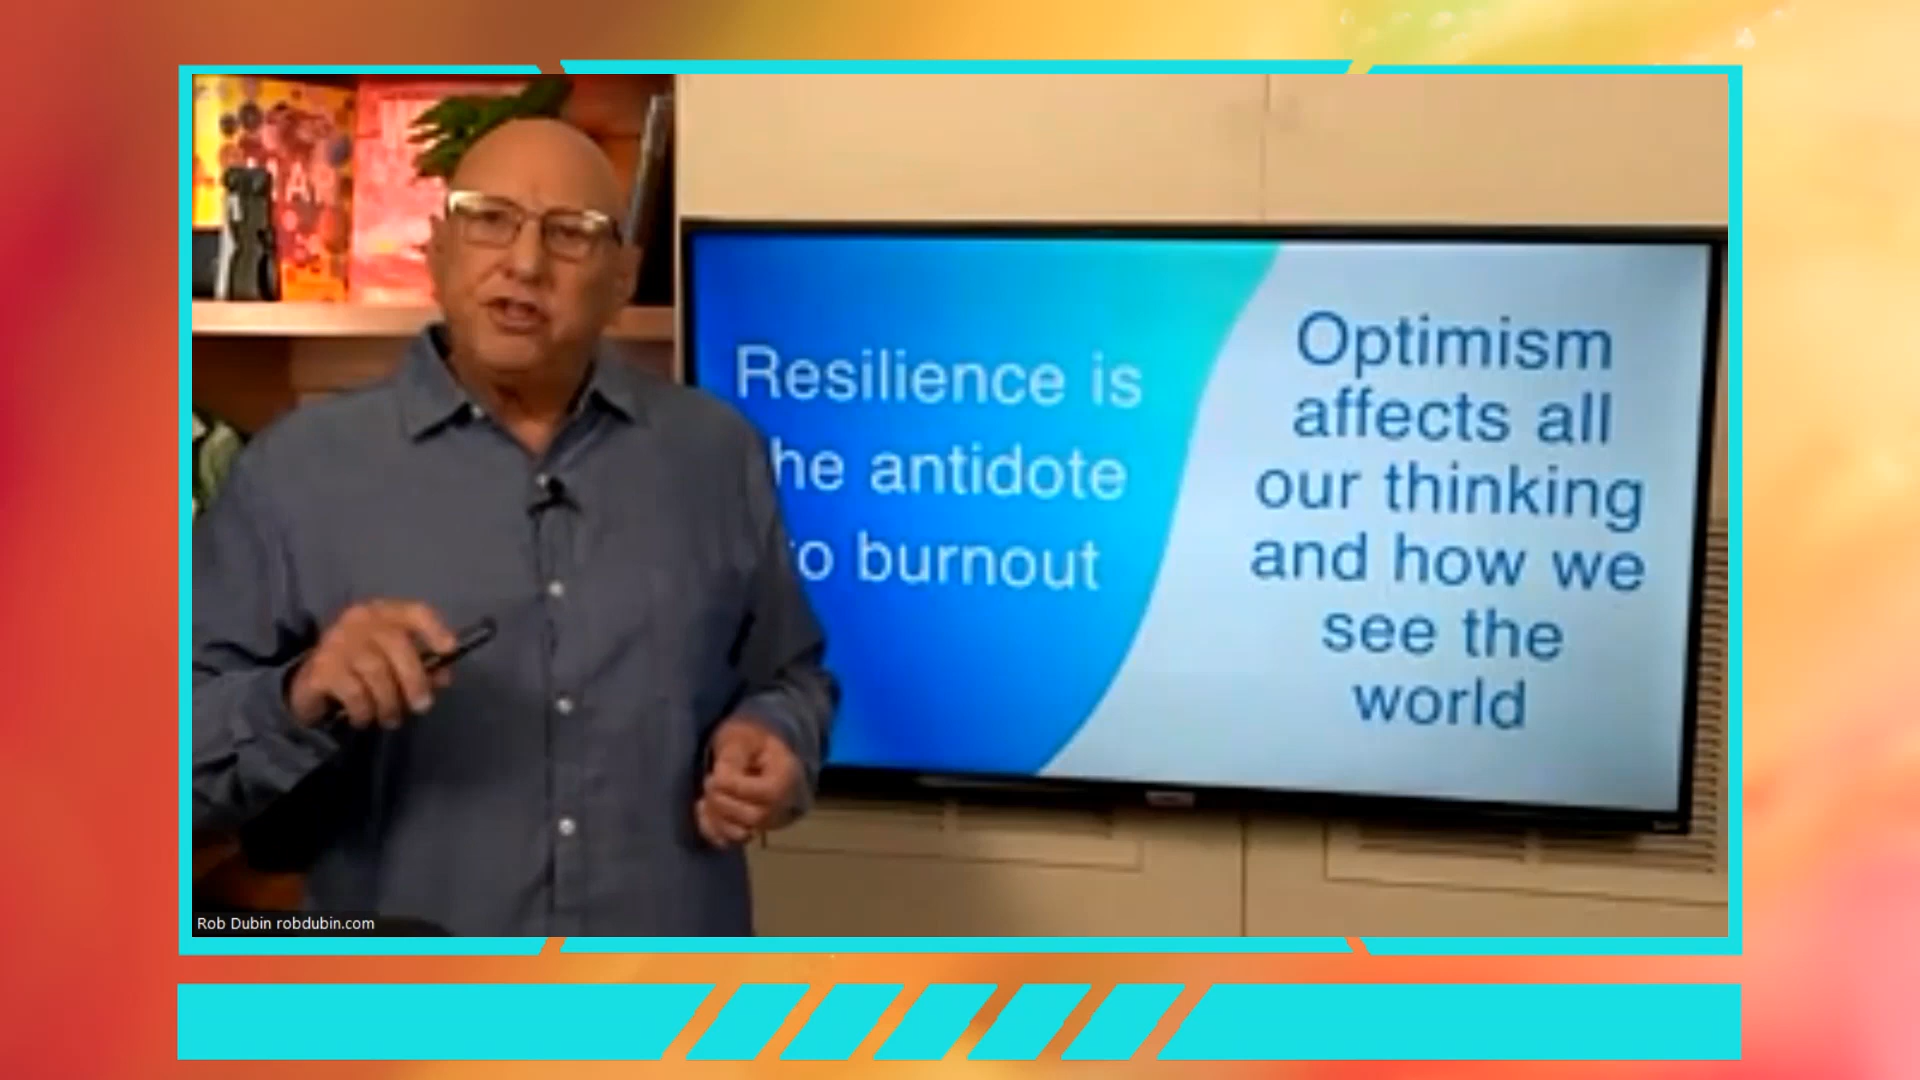 Resilience is
he antidote
o burnout
Optimism
affects all
our thinking
and how we
see the
world
Rob Dubin robdubin.com